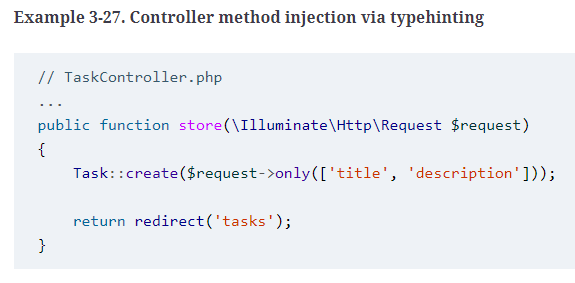 Example 3-27. Controller method injection via typehinting
// TaskController.php
...
public function store(\Illuminate\Http\Request $request)
{
    Task::create($request->only(['title', 'description']));
    return redirect('tasks');
}